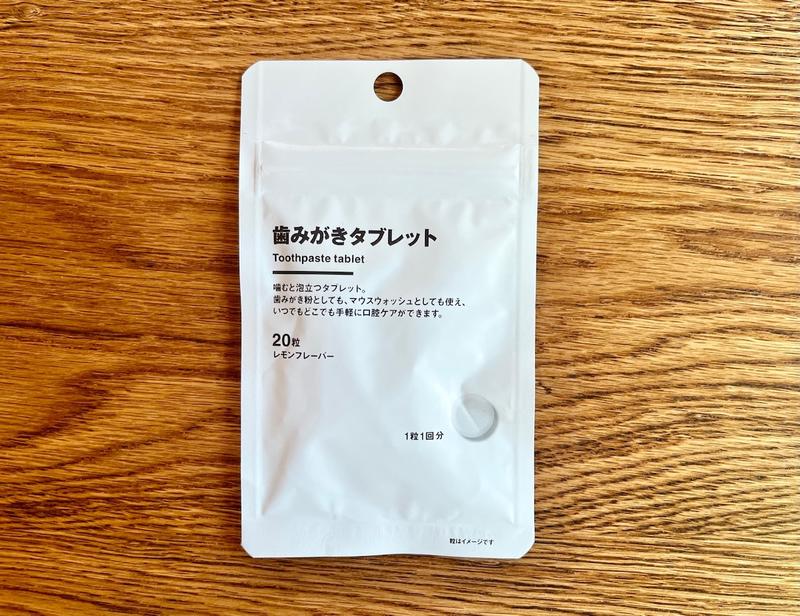 歯みがきタブレット
Toothpaste tablet
噛むと泡立つタブレット。
歯みがき粉としても、マウスウォッシュとしても使え、
いつでもどこでも手軽に口腔ケアができます。
20粒
レモンフレーバー
1粒1回分
粒はイメージです